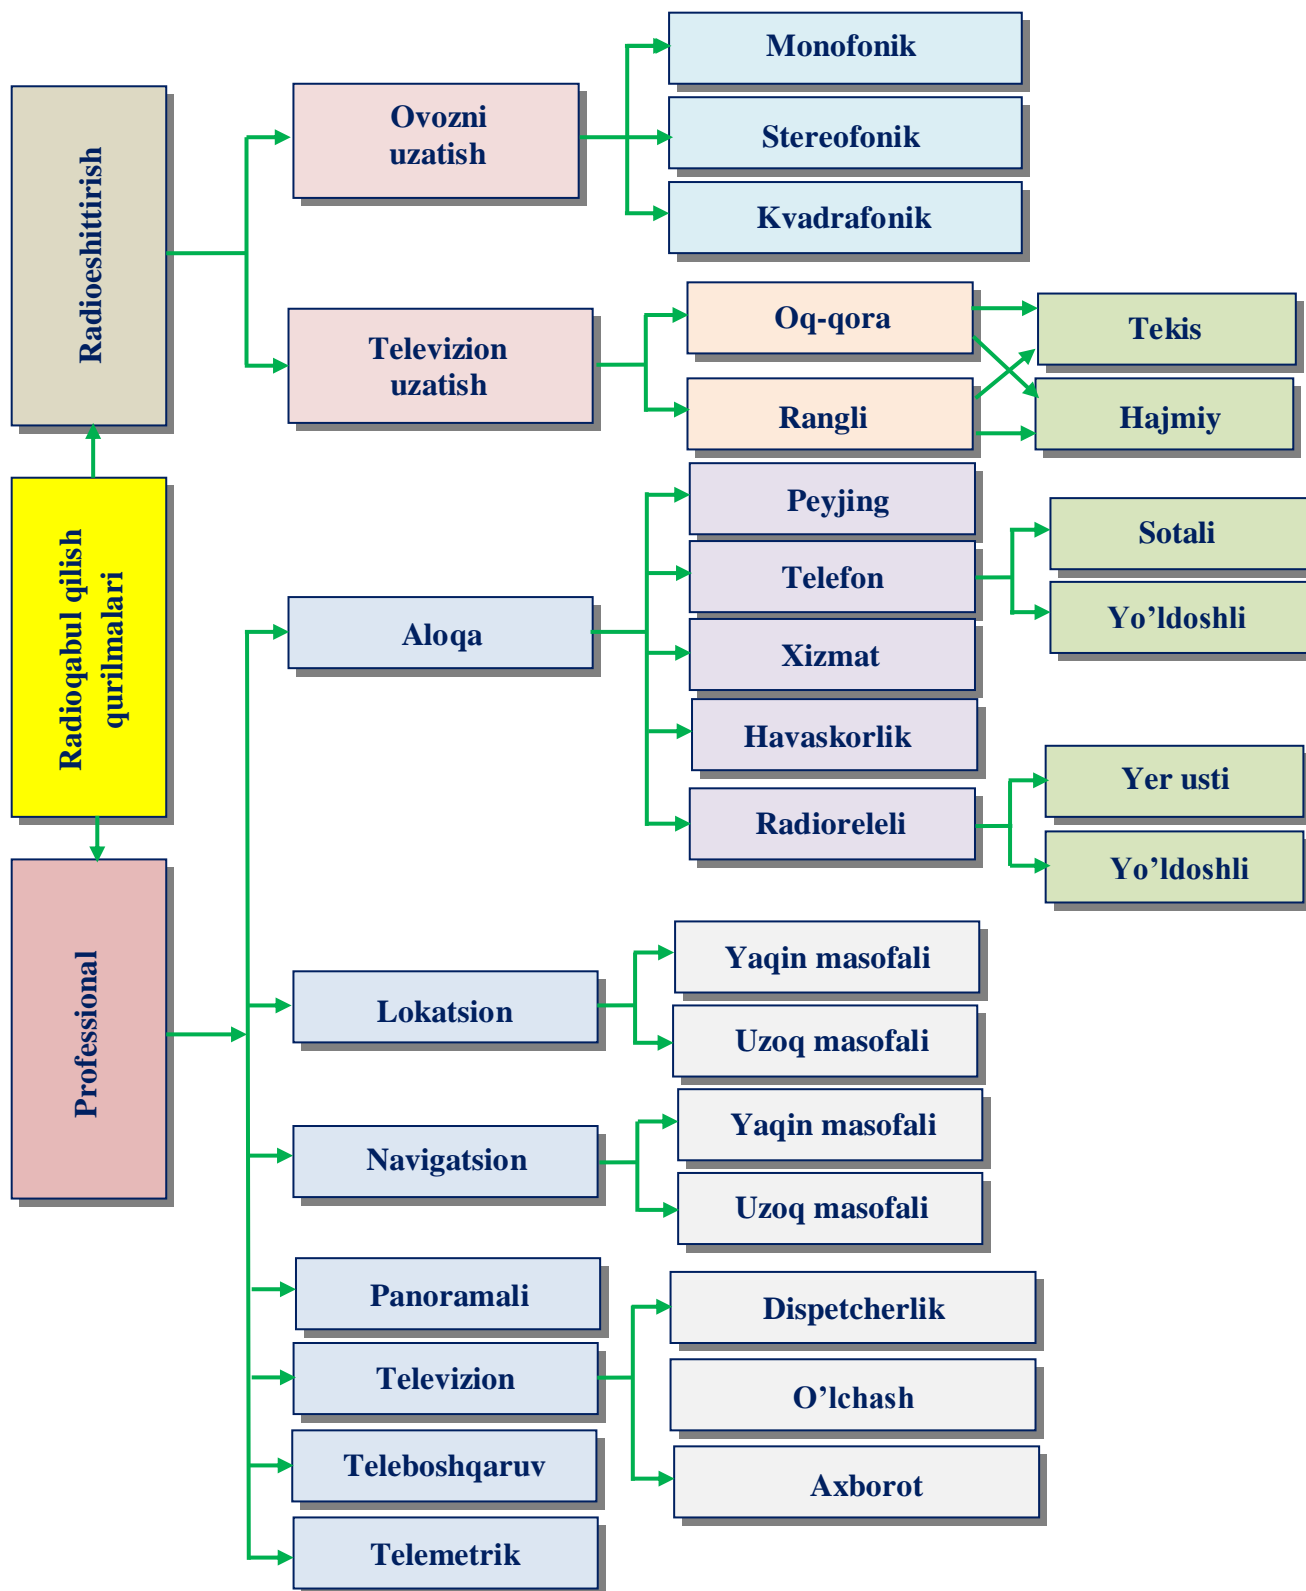 Radioeshittirish
Ovozni
uzatish
Monofonik
Stereofonik
Kvadrafonik
Televizion
uzatish
Oq-qora
Rangli
Tekis
Hajmiy
Radioqabul qilish
qurilmalari
Professional
Aloqa
Peyjing
Telefon
Xizmat
Havaskorlik
Radioreleli
Sotali
Yo'ldoshli
Yer usti
Yo’ldoshli
Lokatsion
Yaqin masofali
Uzoq masofali
Navigatsion
Yaqin masofali
Uzoq masofali
Panoramali
Televizion
Dispetcherlik
O’lchash
Axborot
Teleboshqaruv
Telemetrik